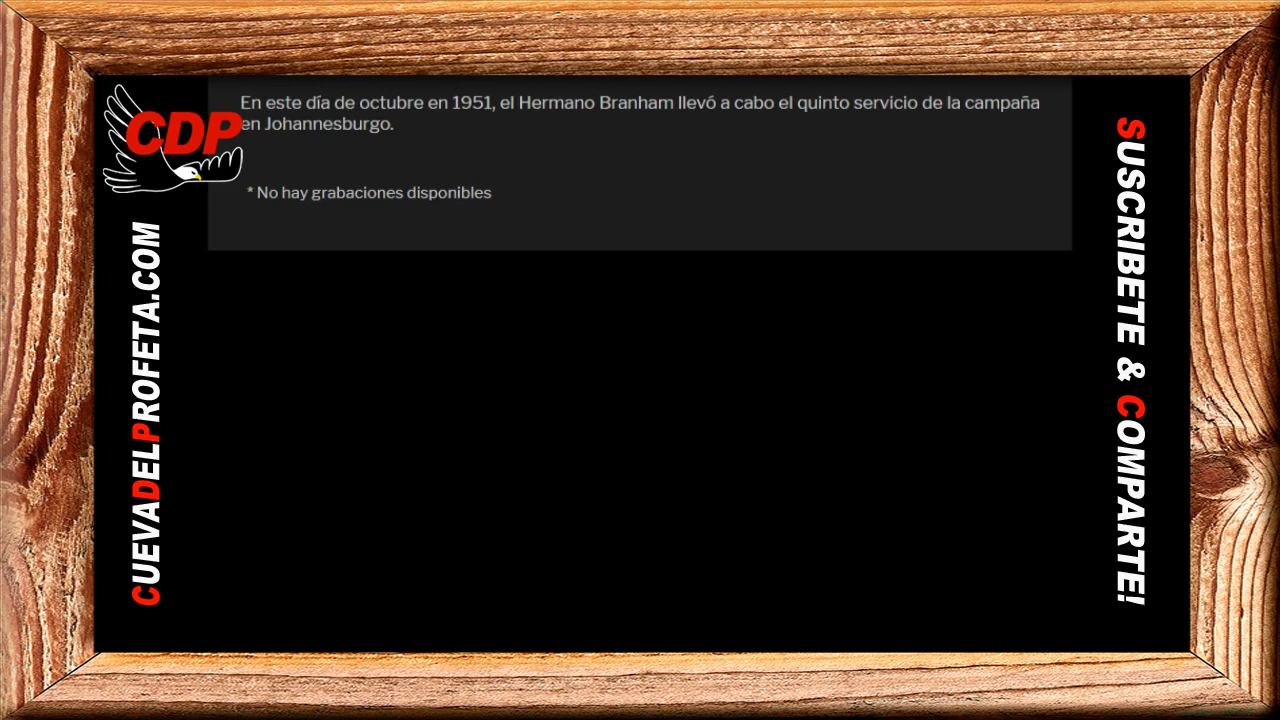 CDP
En este día de octubre en 1951, el Hermano Branham llevó a cabo el quinto servicio de la campaña
en Johannesburgo.
* No hay grabaciones disponibles
CUEVADELPROFETA.COM
SUSCRIBETE & COMPARTE!